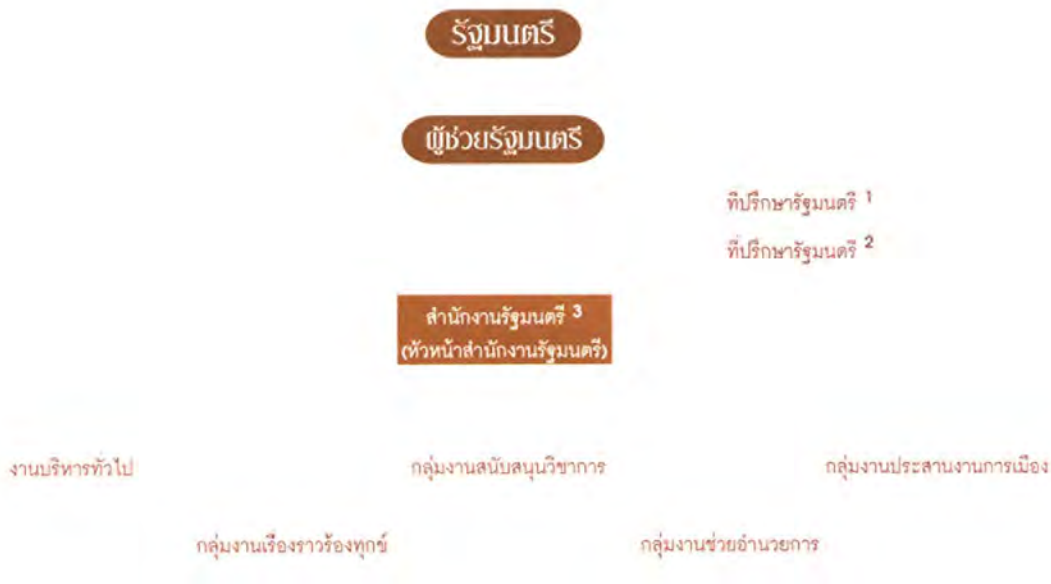 รัฐมนตรี
ผู้ช่วยรัฐมนตรี
ที่ปรึกษารัฐมนตรี 1
ที่ปรึกษารัฐมนตรี 2
สำนักงานรัฐมนตรี 3
(หัวหน้าสำนักงานรัฐมนตรี)
งานบริหารทั่วไป
กลุ่มงานสนับสนุนวิชาการ
กลุ่มงานประสานงานการเมือง
กลุ่มงานเรื่องราวร้องทุกข์
กลุ่มงานช่วยอำนวยการ